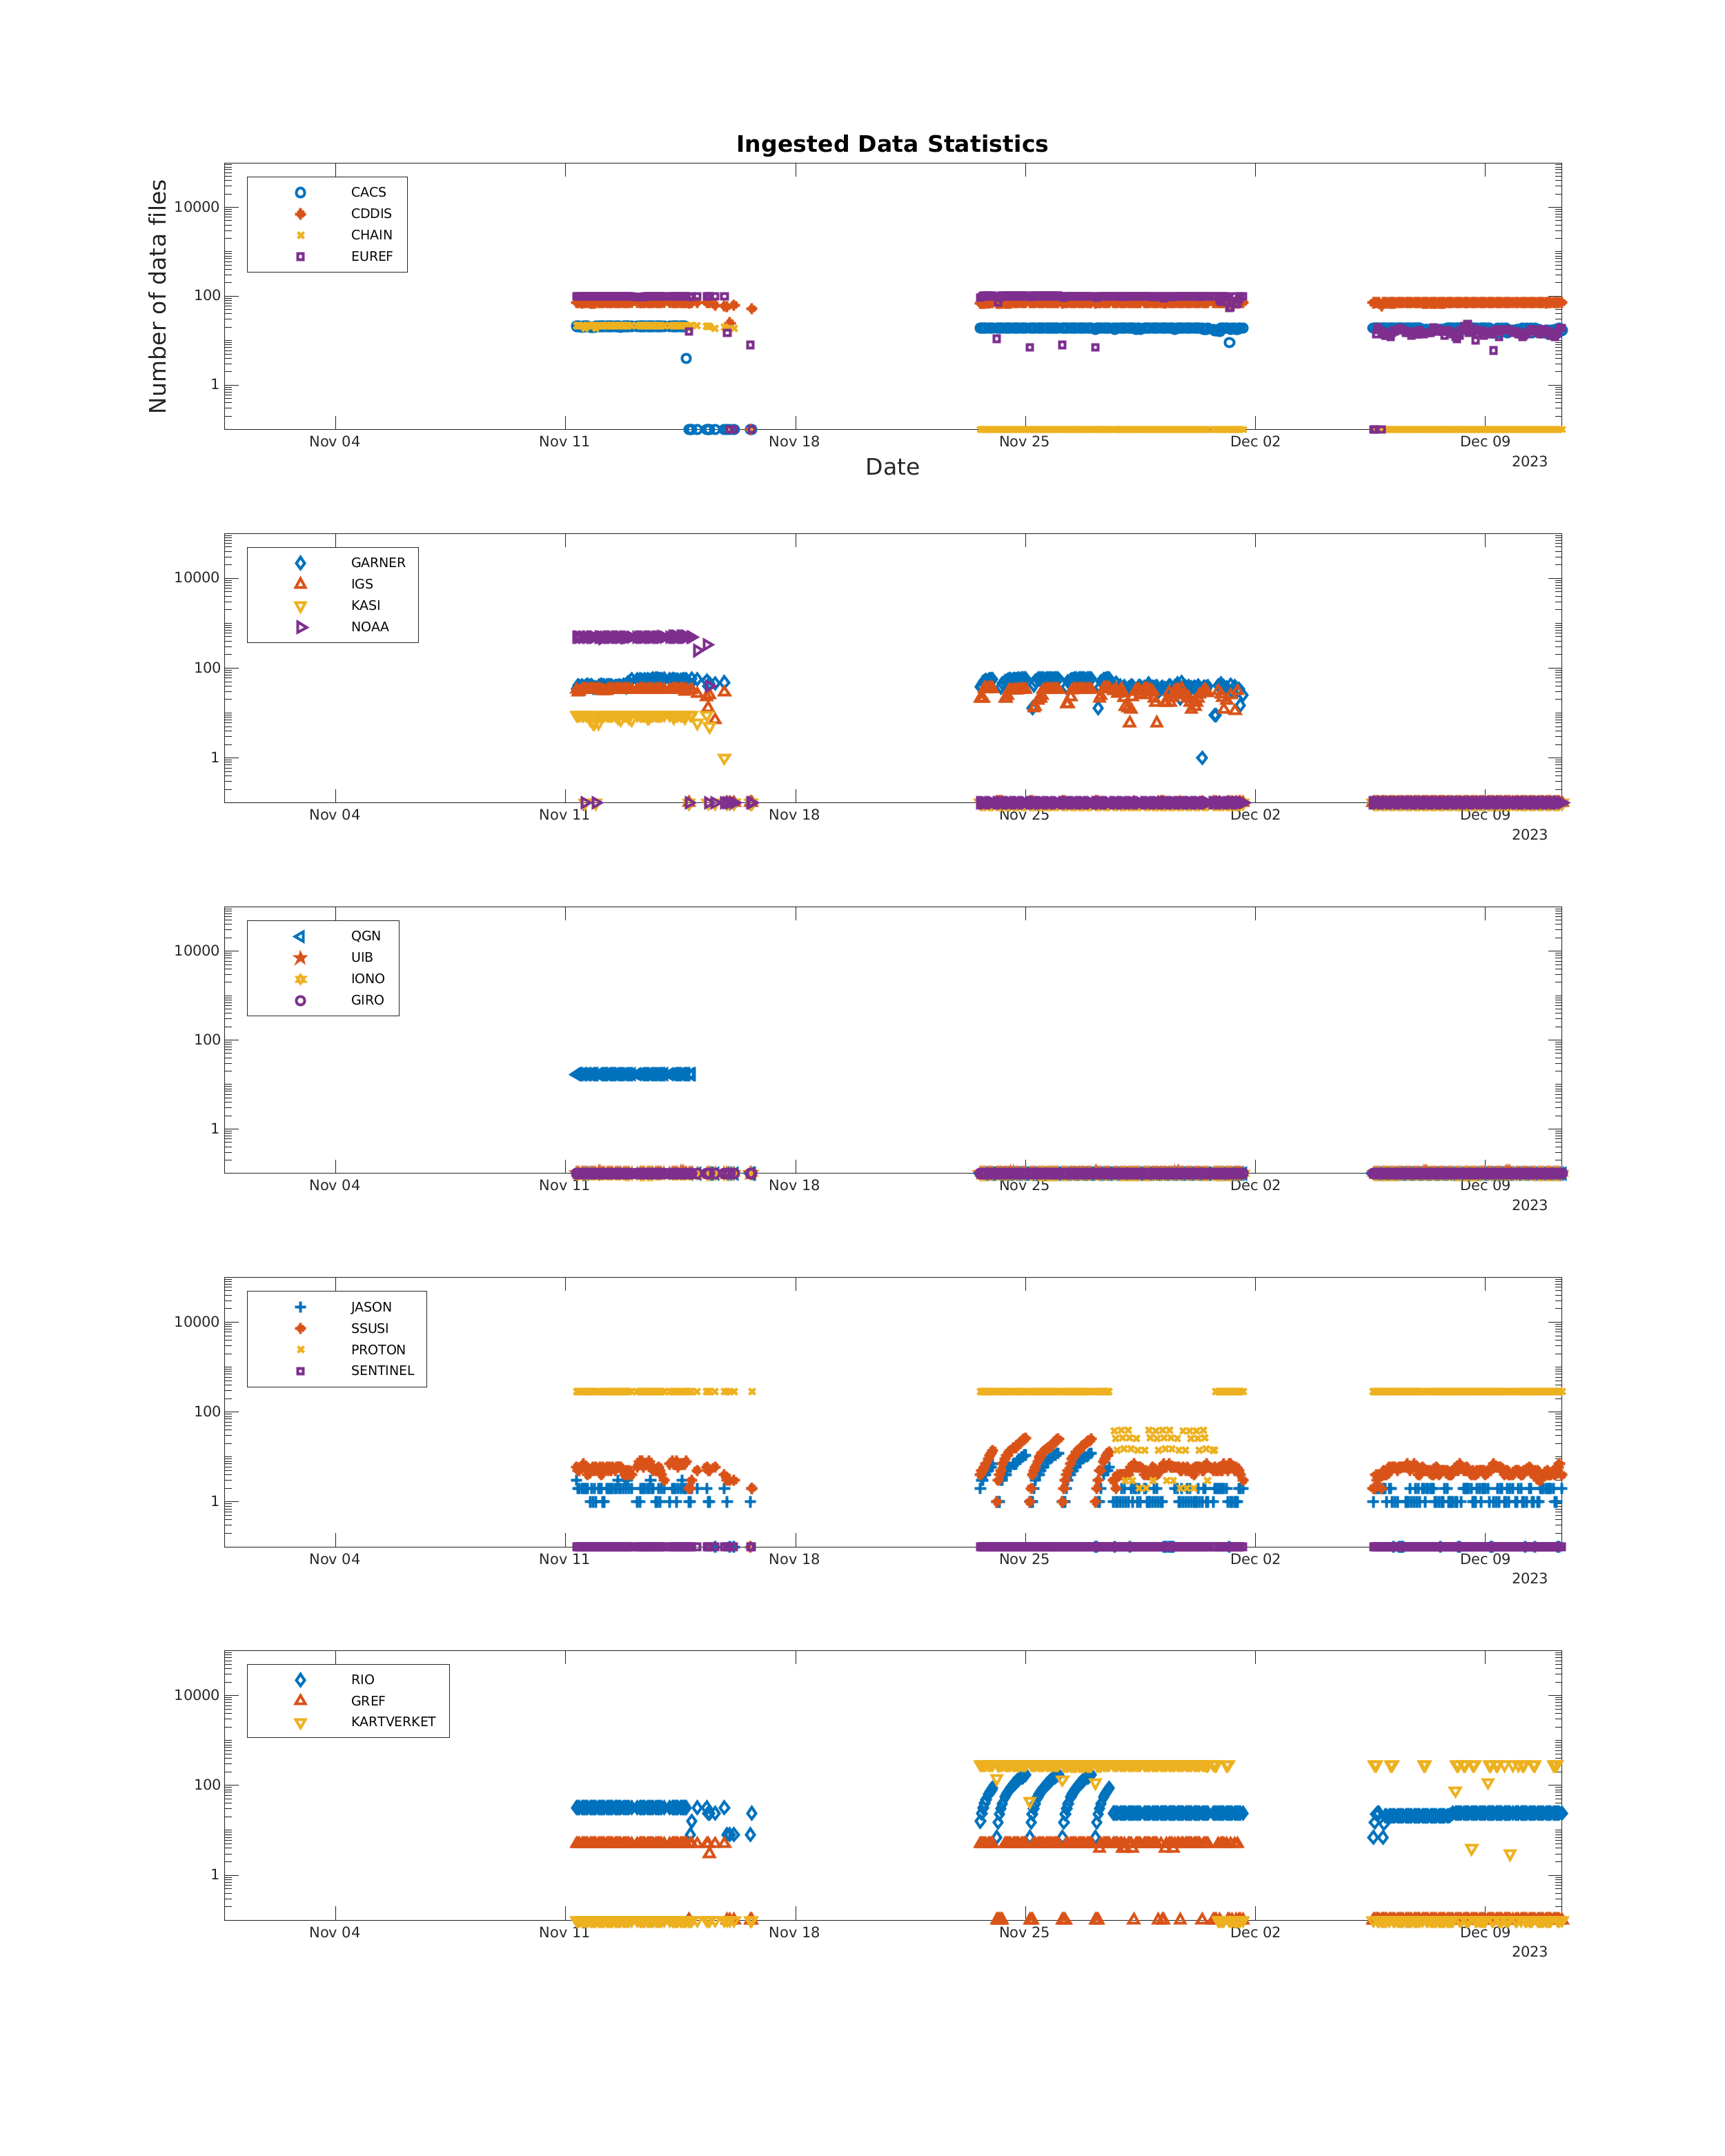 Ingested Data Statistics
Number of data files
10000
100
1
CACS
CDDIS
CHAIN
EUREF
Nov 04 Nov 11 Nov 18 Nov 25 Dec 02 Dec 09
2023
Date
10000
100
1
GARNER
IGS
KASI
NOAA
Nov 04 Nov 11 Nov 18 Nov 25 Dec 02 Dec 09
2023
10000
100
1
QGN
UIB
IONO
GIRO
Nov 04 Nov 11 Nov 18 Nov 25 Dec 02 Dec 09
2023
10000
100
1
JASON
SSUSI
PROTON
SENTINEL
Nov 04 Nov 11 Nov 18 Nov 25 Dec 02 Dec 09
2023
10000
100
1
RIO
GREF
KARTVERKET
Nov 04 Nov 11 Nov 18 Nov 25 Dec 02 Dec 09
2023